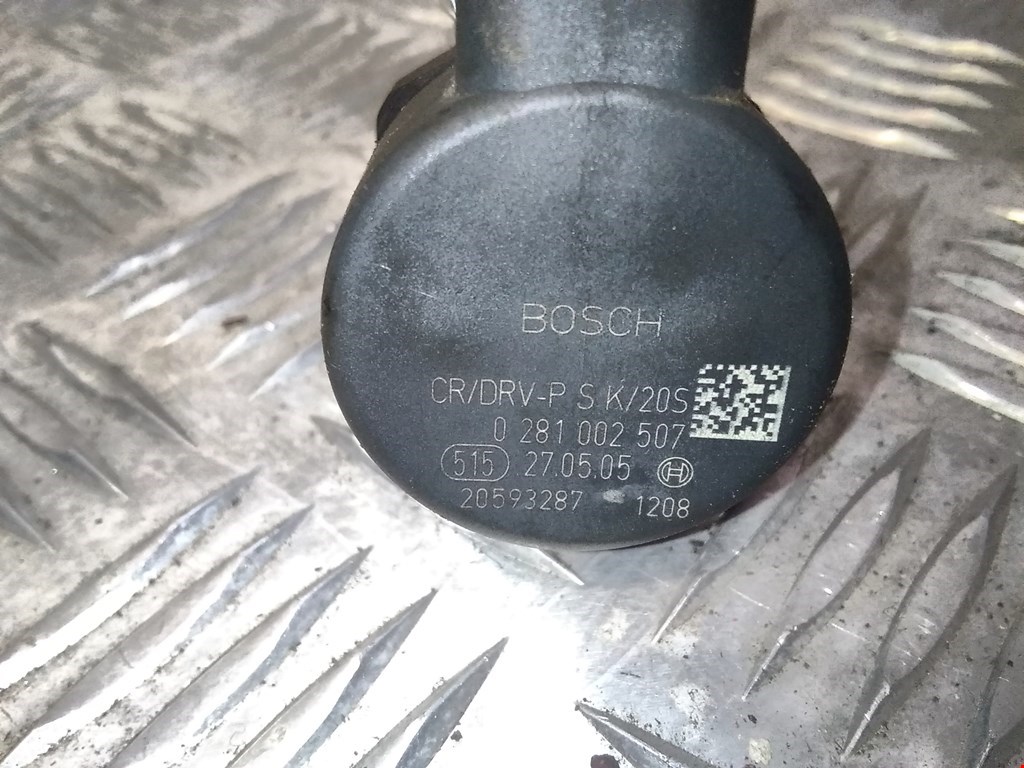 BOSCH
CR/DRV-P S K/20S
0 281 002 507
515 27.05.05 H
20593287 1208